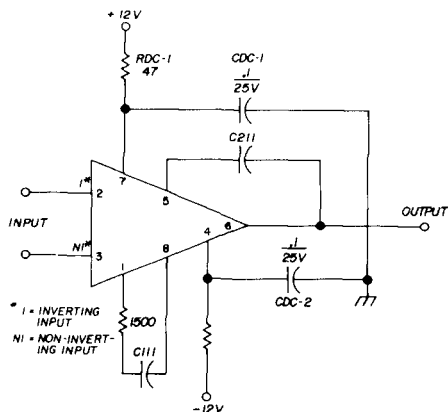 +12V
RDC-1
47
CDC-1
.1
25V
C211
7
5
I*
2
INPUT
NI*
3
4
6
OUTPUT
1
8
.1
25V
CDC-2
1500
C111
* I = INVERTING
INPUT
NI = NON-INVERT-
ING INPUT
-12V